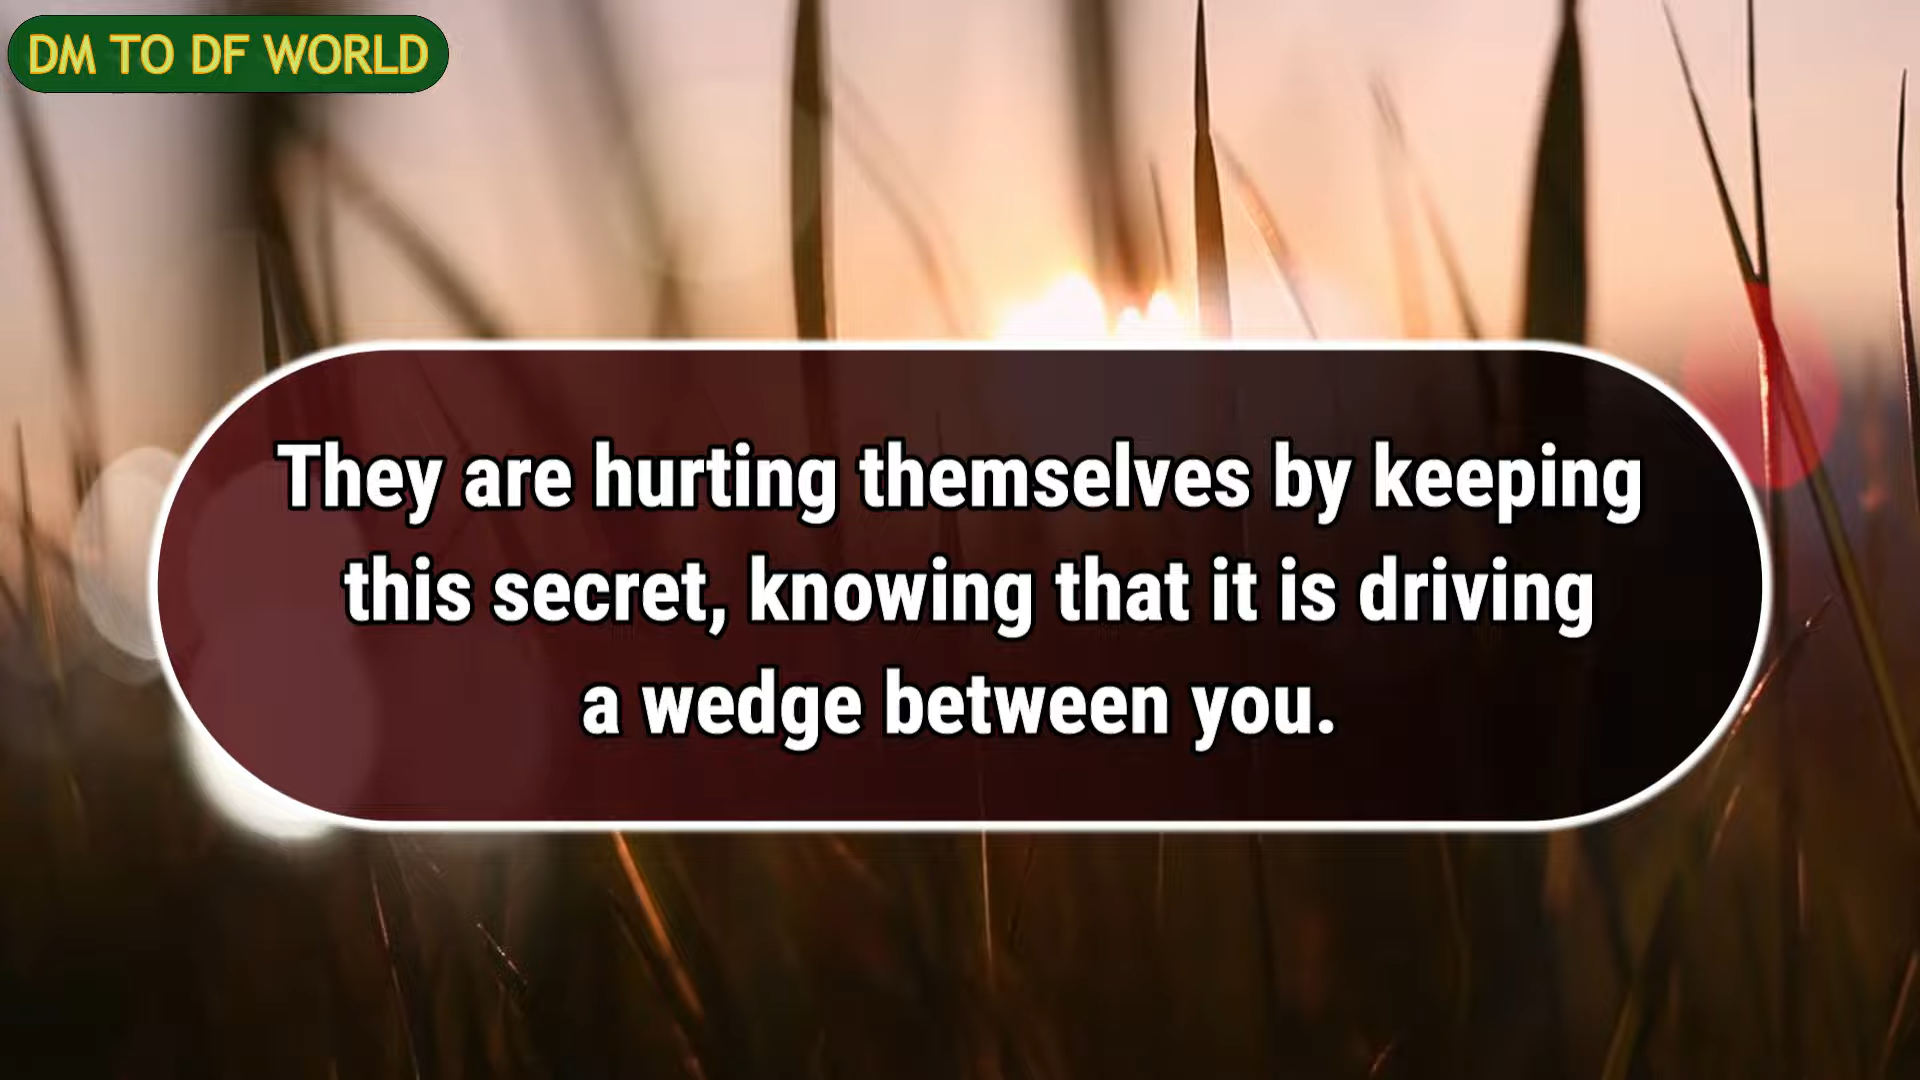 DM TO DF WORLD
They are hurting themselves by keeping
this secret, knowing that it is driving
a wedge between you.